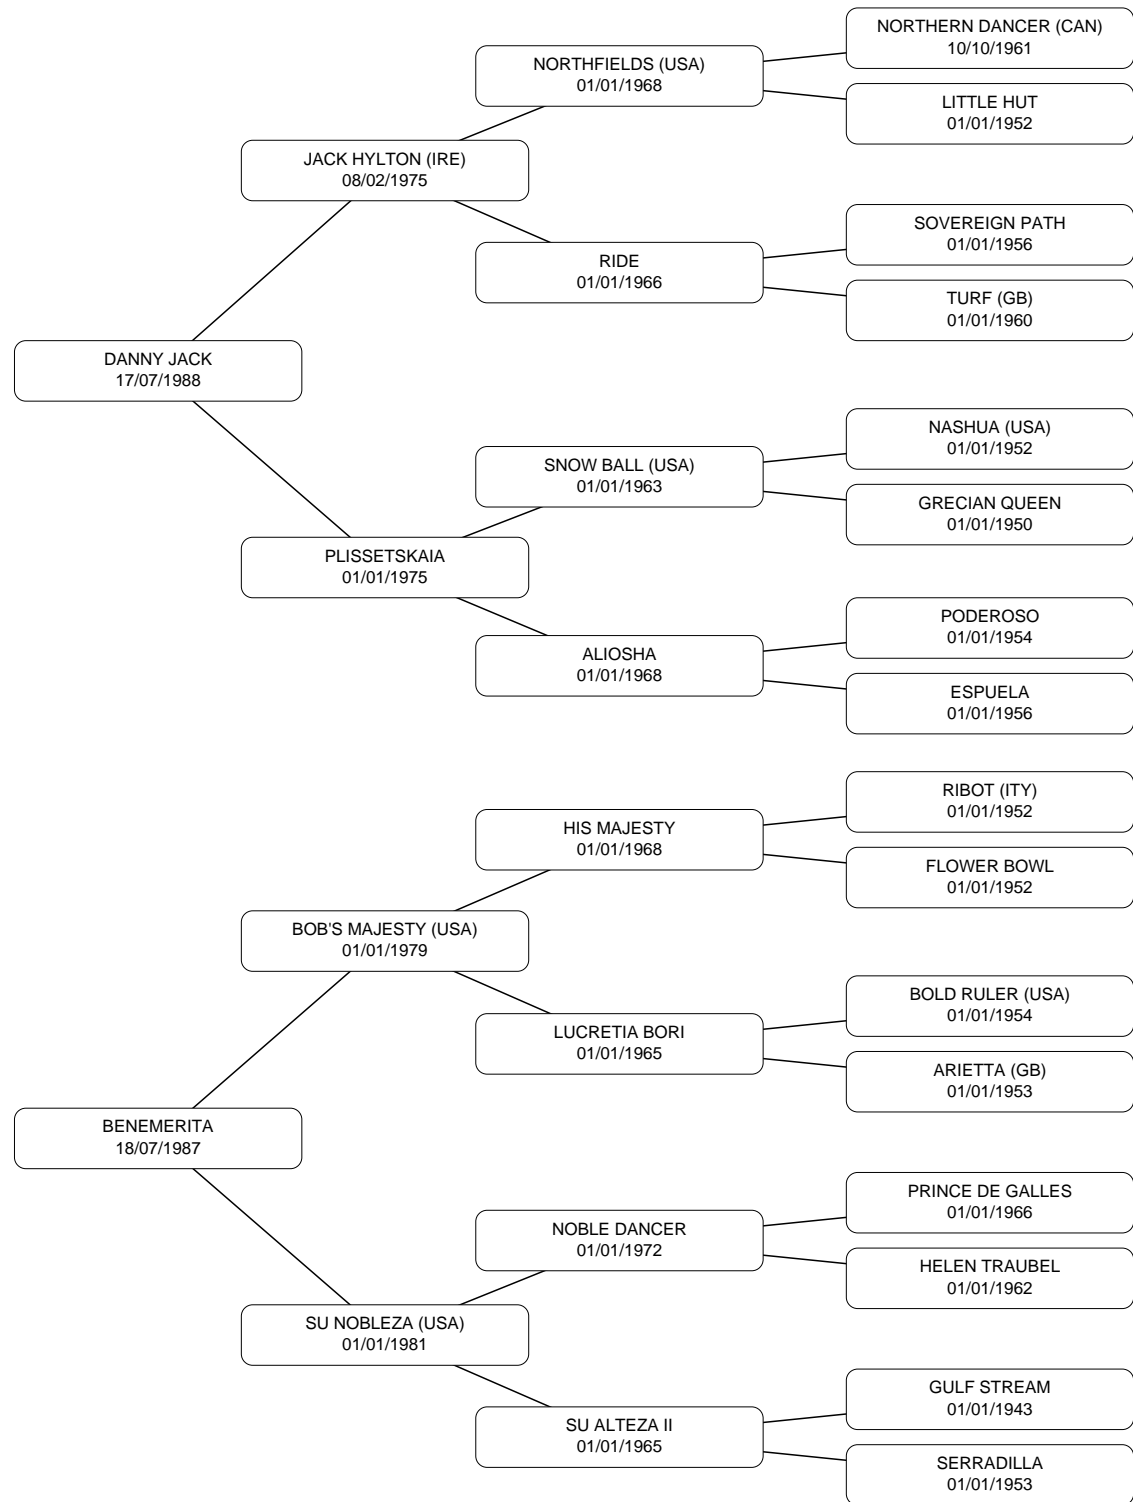 NORTHERN DANCER (CAN)
10/10/1961
NORTHFIELDS (USA)
01/01/1968
LITTLE HUT
01/01/1952
JACK HYLTON (IRE)
08/02/1975
SOVEREIGN PATH
01/01/1956
RIDE
01/01/1966
TURF (GB)
01/01/1960
DANNY JACK
17/07/1988
NASHUA (USA)
01/01/1952
SNOW BALL (USA)
01/01/1963
GRECIAN QUEEN
01/01/1950
PLISSETSKAIA
01/01/1975
PODEROSO
01/01/1954
ALIOSHA
01/01/1968
ESPUELA
01/01/1956
RIBOT (ITY)
01/01/1952
HIS MAJESTY
01/01/1968
FLOWER BOWL
01/01/1952
BOB'S MAJESTY (USA)
01/01/1979
BOLD RULER (USA)
01/01/1954
LUCRETIA BORI
01/01/1965
ARIETTA (GB)
01/01/1953
BENEMERITA
18/07/1987
PRINCE DE GALLES
01/01/1966
NOBLE DANCER
01/01/1972
HELEN TRAUBEL
01/01/1962
SU NOBLEZA (USA)
01/01/1981
GULF STREAM
01/01/1943
SU ALTEZA II
01/01/1965
SERRADILLA
01/01/1953